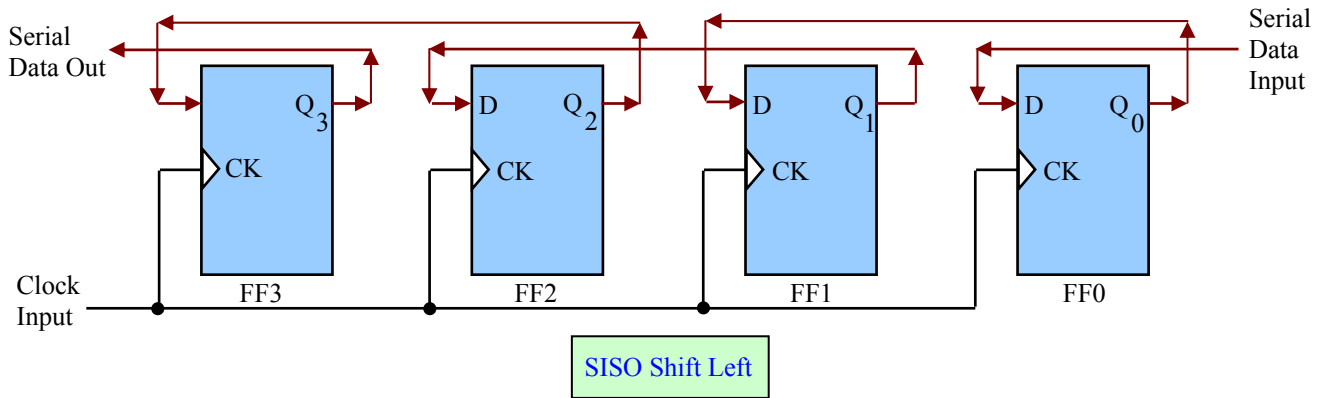 Serial
Data Out
Serial
Data
Input
Q3
D
Q2
D
Q1
D
Q0
CK
CK
CK
CK
Clock
Input
FF3
FF2
FF1
FF0
SISO Shift Left